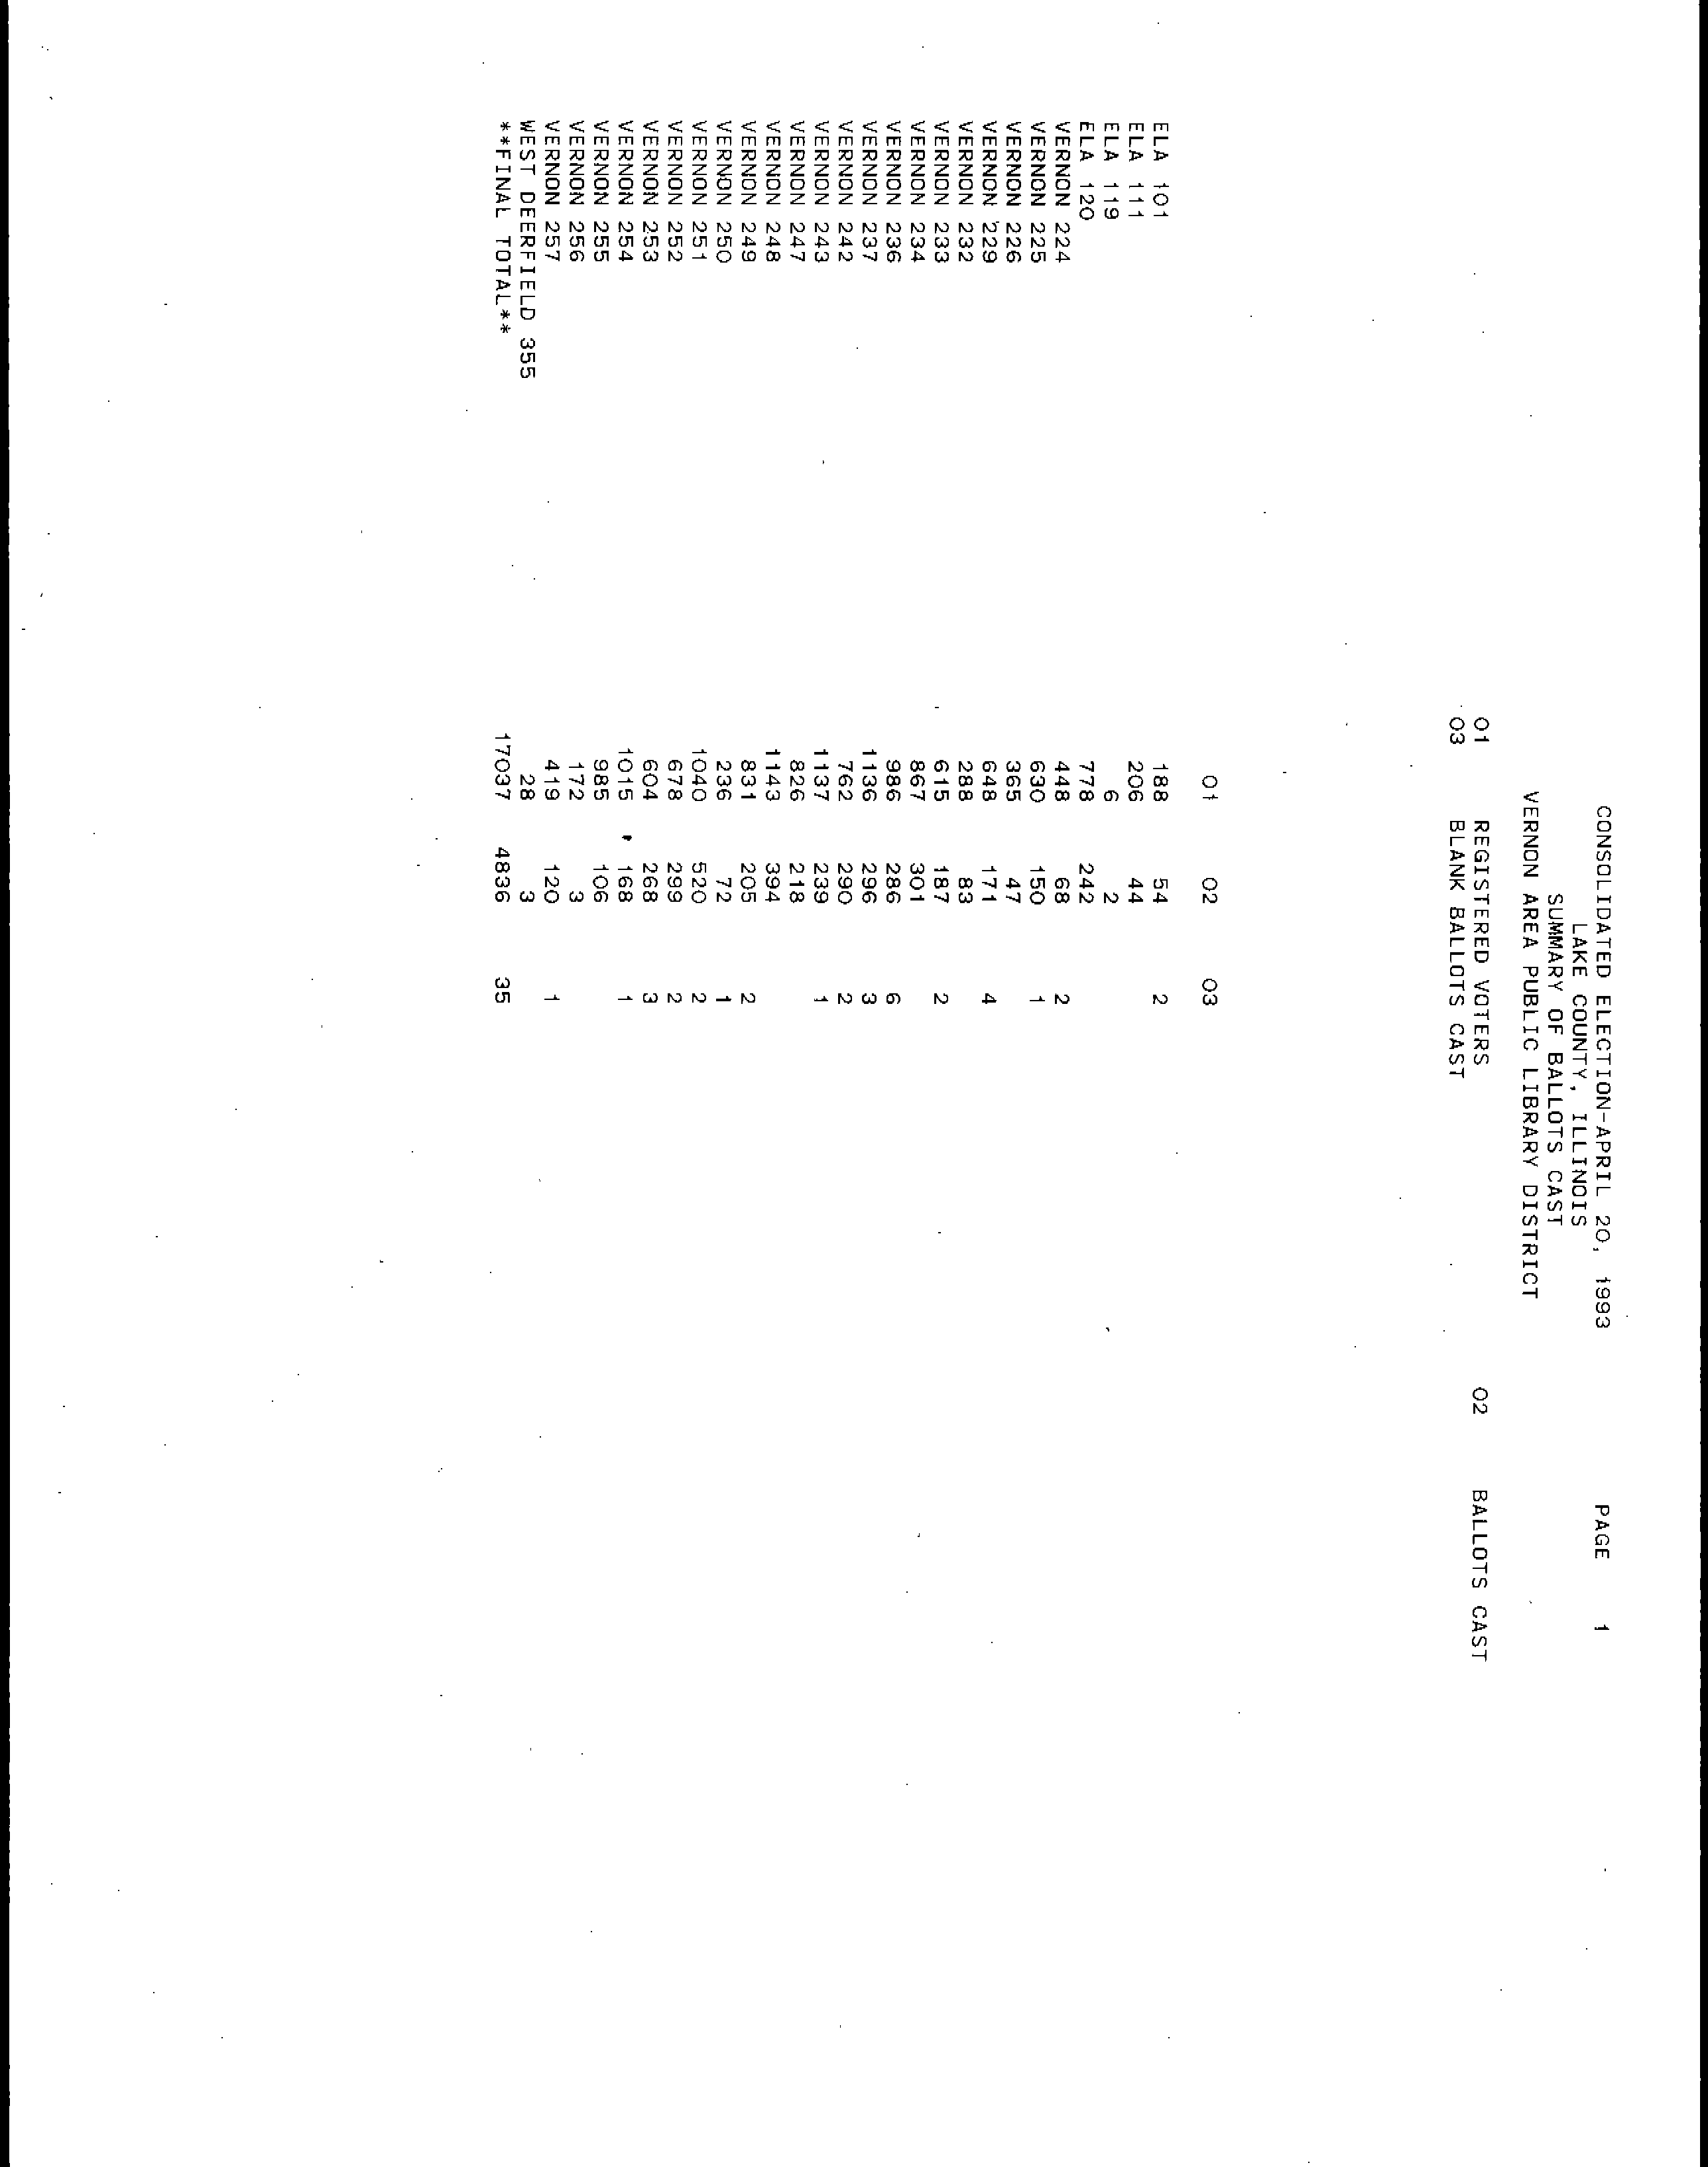 CONSOLIDATED ELECTION-APRIL 20, 1993 PAGE 1
LAKE COUNTY, ILLINOIS
SUMMARY OF BALLOTS CAST
VERNON AREA PUBLIC LIBRARY DISTRICT
01 REGISTERED VOTERS 02 BALLOTS CAST
03 BLANK BALLOTS CAST
01 02 03
ELA 101 188 54 2
ELA 111 206 44
ELA 119 6 2
ELA 120 778 242
VERNON 224 448 68 2
VERNON 225 630 150 1
VERNON 226 365 47
VERNON 229 648 171 4
VERNON 232 288 83
VERNON 233 615 187 2
VERNON 234 867 301
VERNON 236 986 286 6
VERNON 237 1136 296 3
VERNON 242 762 290 2
VERNON 243 1137 239 1
VERNON 247 826 218
VERNON 248 1143 394
VERNON 249 831 205 2
VERNON 250 236 72 1
VERNON 251 1040 520 2
VERNON 252 678 299 2
VERNON 253 604 268 3
VERNON 254 1015 168 1
VERNON 255 985 106
VERNON 256 172 3
VERNON 257 419 120 1
WEST DEERFIELD 355 28 3
**FINAL TOTAL** 17037 4836 35